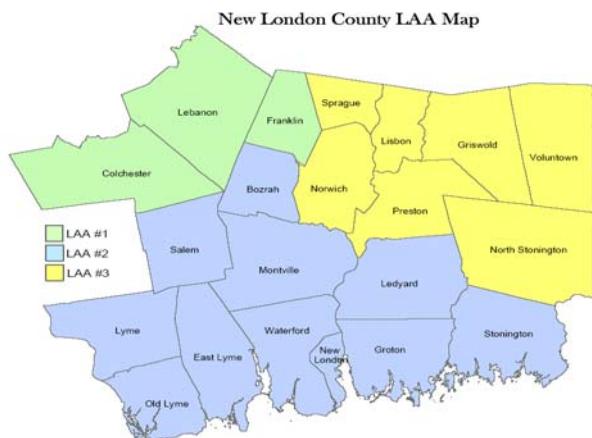 New London County LAA Map
Sprague
Lebanon
Franklin
Lisbon
Griswold
Voluntown
Colchester
Bozrah
Norwich
Preston
LAA #1
LAA #2
LAA #3
Salem
North Stonington
Montville
Ledyard
Lyme
Waterford
Stonington
East Lyme
New
London
Groton
Old Lyme